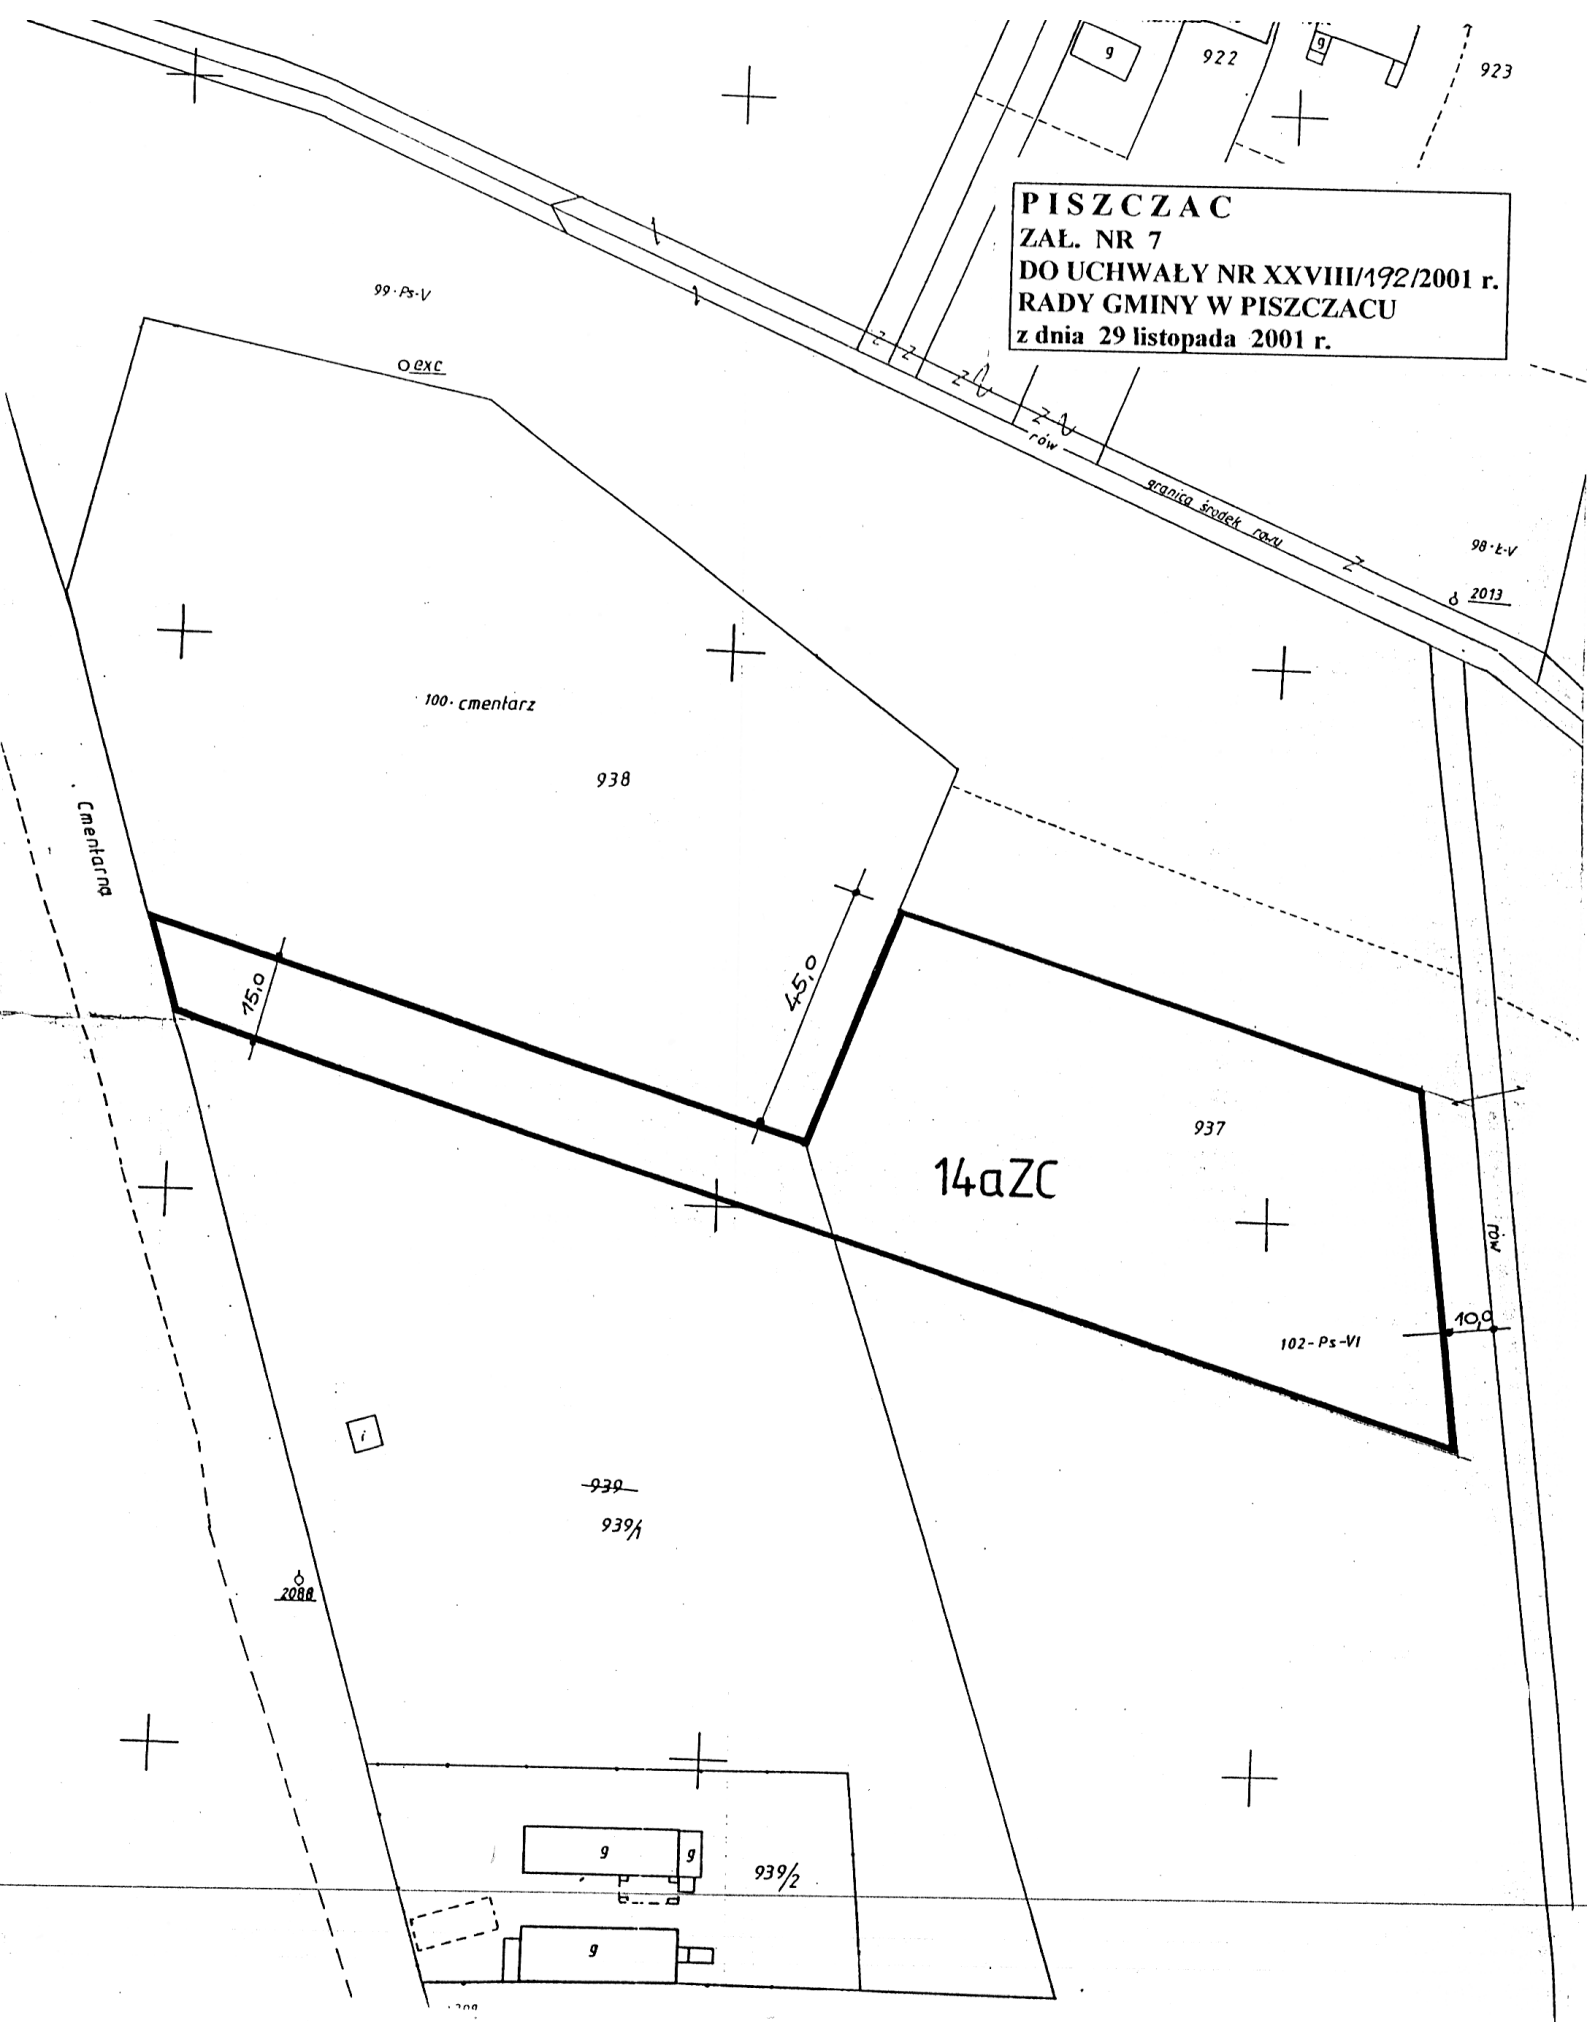 g
922
g
923
PISZCZAC
ZAŁ. NR 7
DO UCHWAŁY NR XXVIII/192/2001 r.
RADY GMINY W PISZCZACU
z dnia 29 listopada 2001 r.
99-Ps-V
exc
rów
granica środek rowu
98-Ł-V
2013
100-cmentarz
938
Cmentarna
15,0
45,0
937
14aZC
rów
10,0
102-Ps-VI
i
939
939/1
2088
g
g
939/2
g